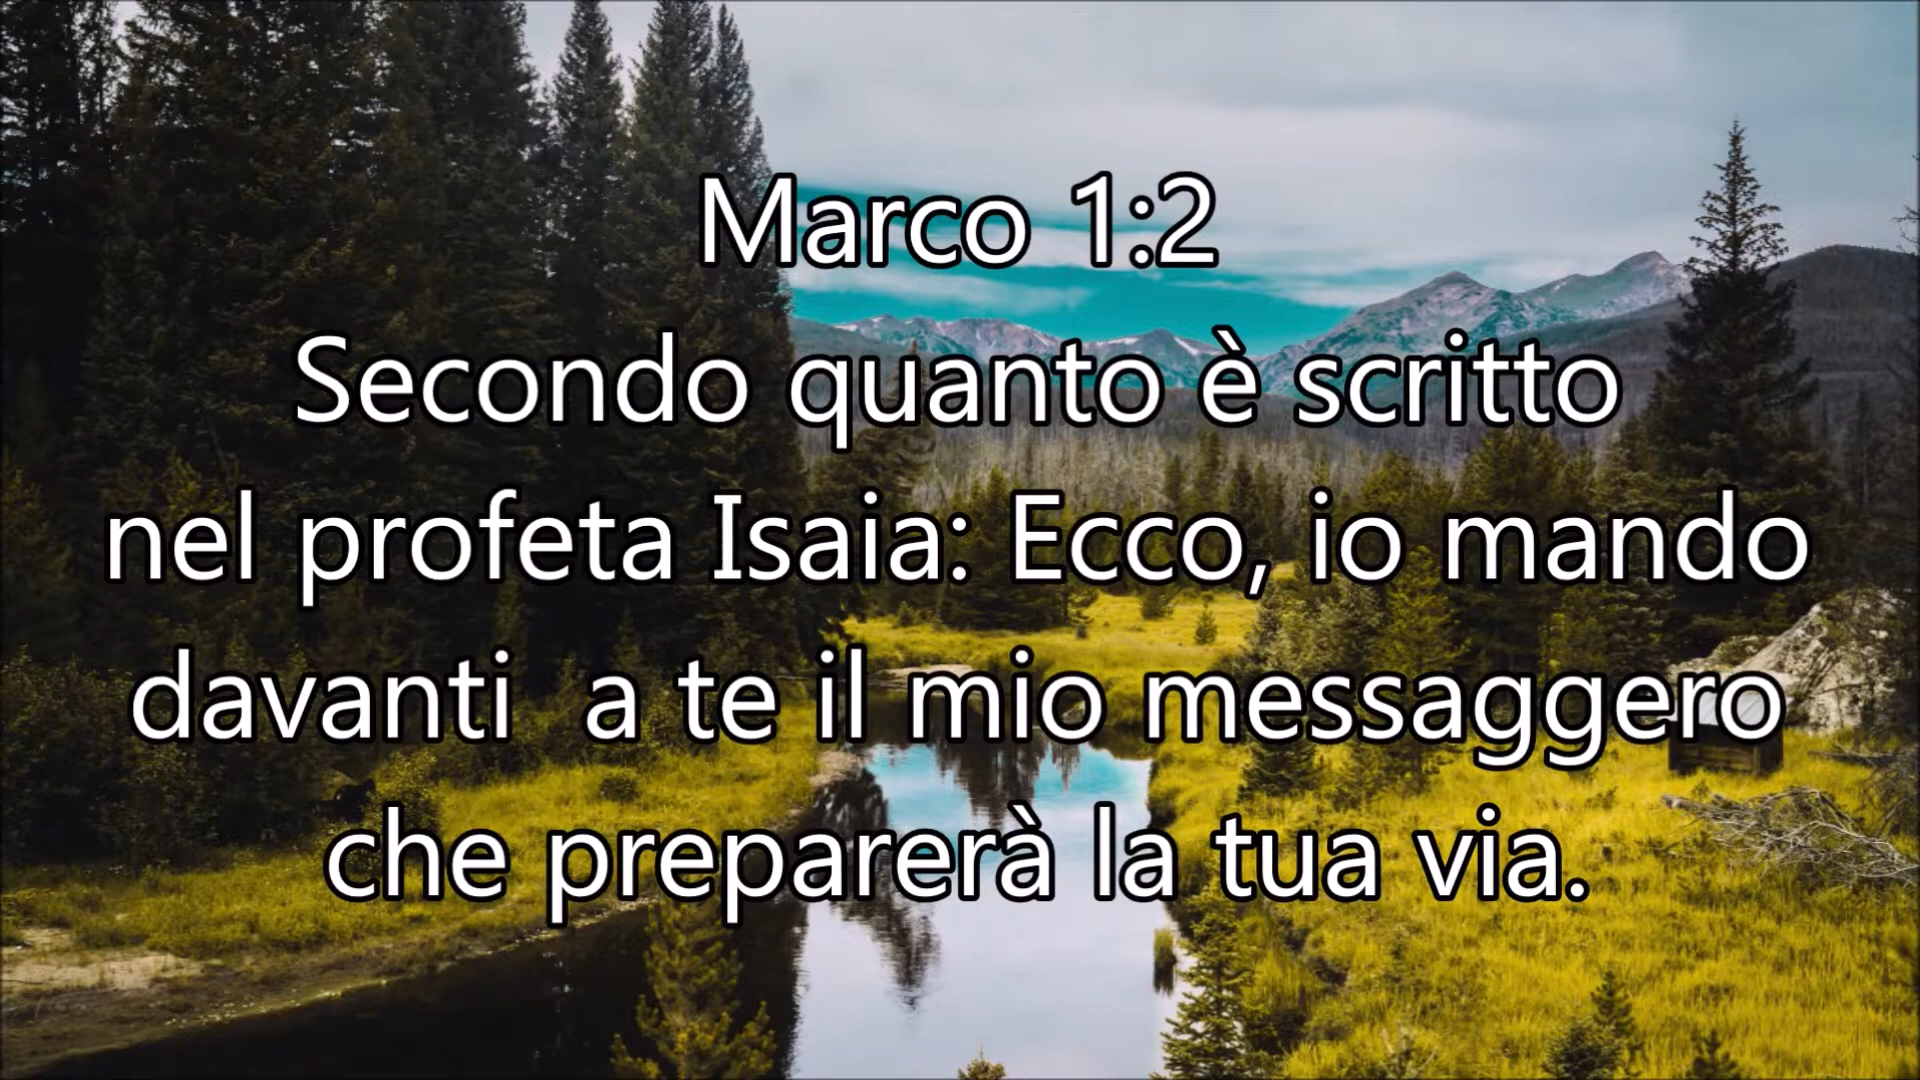 Marco 1:2
Secondo quanto è scritto
nel profeta Isaia: Ecco, io mando
davanti  a te il mio messaggero
che preparerà la tua via.